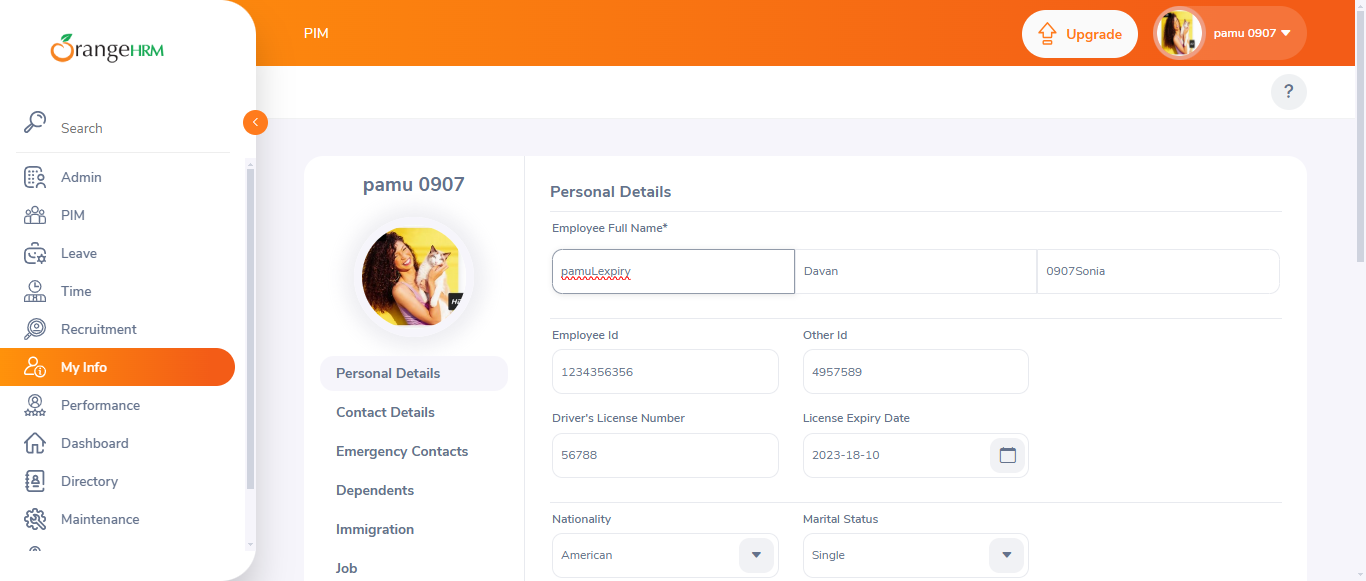 OrangeHRM
PIM
Upgrade
pamu 0907
?
Search
Admin
PIM
Leave
Time
Recruitment
My Info
Performance
Dashboard
Directory
Maintenance
pamu 0907
Personal Details
Contact Details
Emergency Contacts
Dependents
Immigration
Job
Personal Details
Employee Full Name*
pamuLexpiry Davan 0907Sonia
Employee Id Other Id
1234356356 4957589
Driver's License Number License Expiry Date
56788 2023-18-10
Nationality Marital Status
American Single